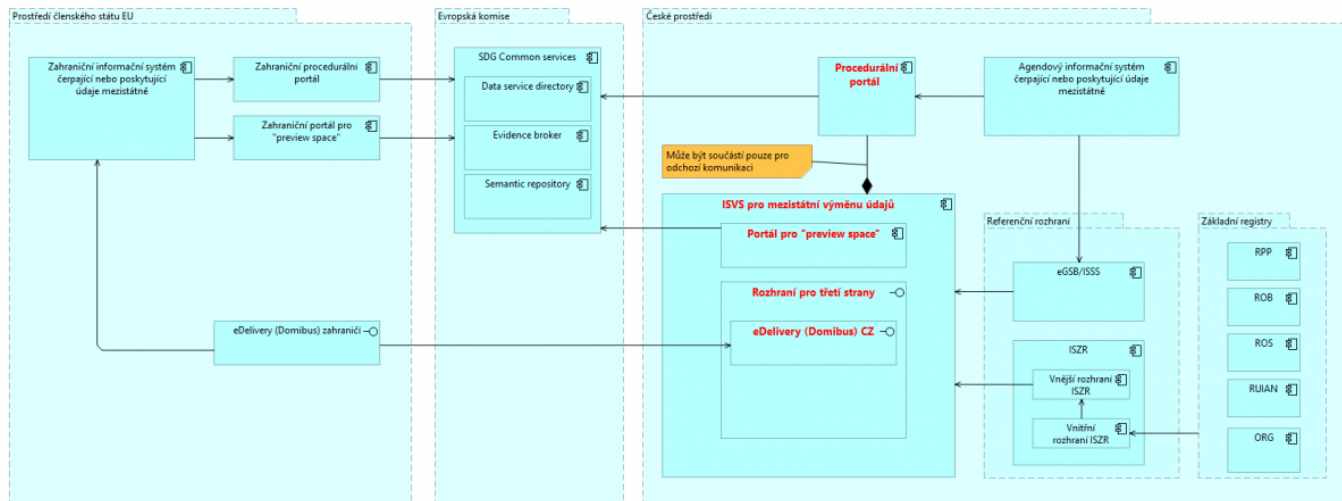 Prostředí členského státu EU
Zahraniční informační systém
čerpající nebo poskytující
údaje mezistátně
Zahraniční procedurální
portál
Zahraniční portál pro
"preview space"
eDelivery (Domibus) zahraničí
Evropská komise
SDG Common services
Data service directory
Evidence broker
Semantic repository
České prostředí
Procedurální
portál
Agendový informační systém
čerpající nebo poskytující údaje
mezistátně
Může být součástí pouze pro
odchozí komunikaci
ISVS pro mezistátní výměnu údajů
Portál pro "preview space"
Rozhraní pro třetí strany
eDelivery (Domibus) CZ
Referenční rozhraní
eGSB/ISSS
ISZR
Vnější rozhraní
ISZR
Vnitřní
rozhraní ISZR
Základní registry
RPP
ROB
ROS
RUIAN
ORG